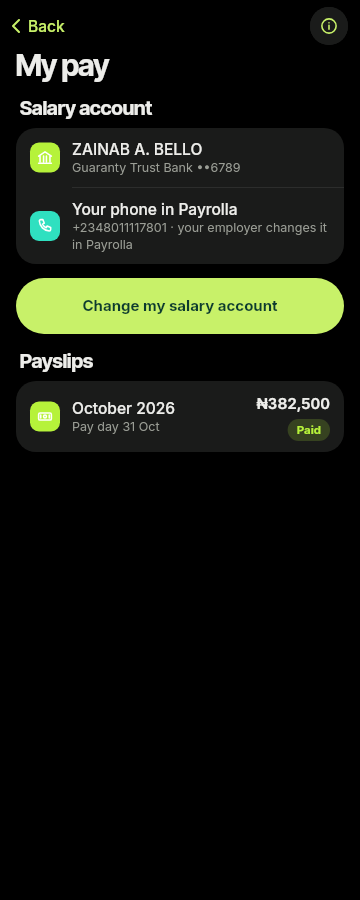 Back
My pay
Salary account
ZAINAB A. BELLO
Guaranty Trust Bank ••6789
Your phone in Payrolla
+2348011117801 · your employer changes it
in Payrolla
Change my salary account
Payslips
October 2026
₦382,500
Pay day 31 Oct
Paid